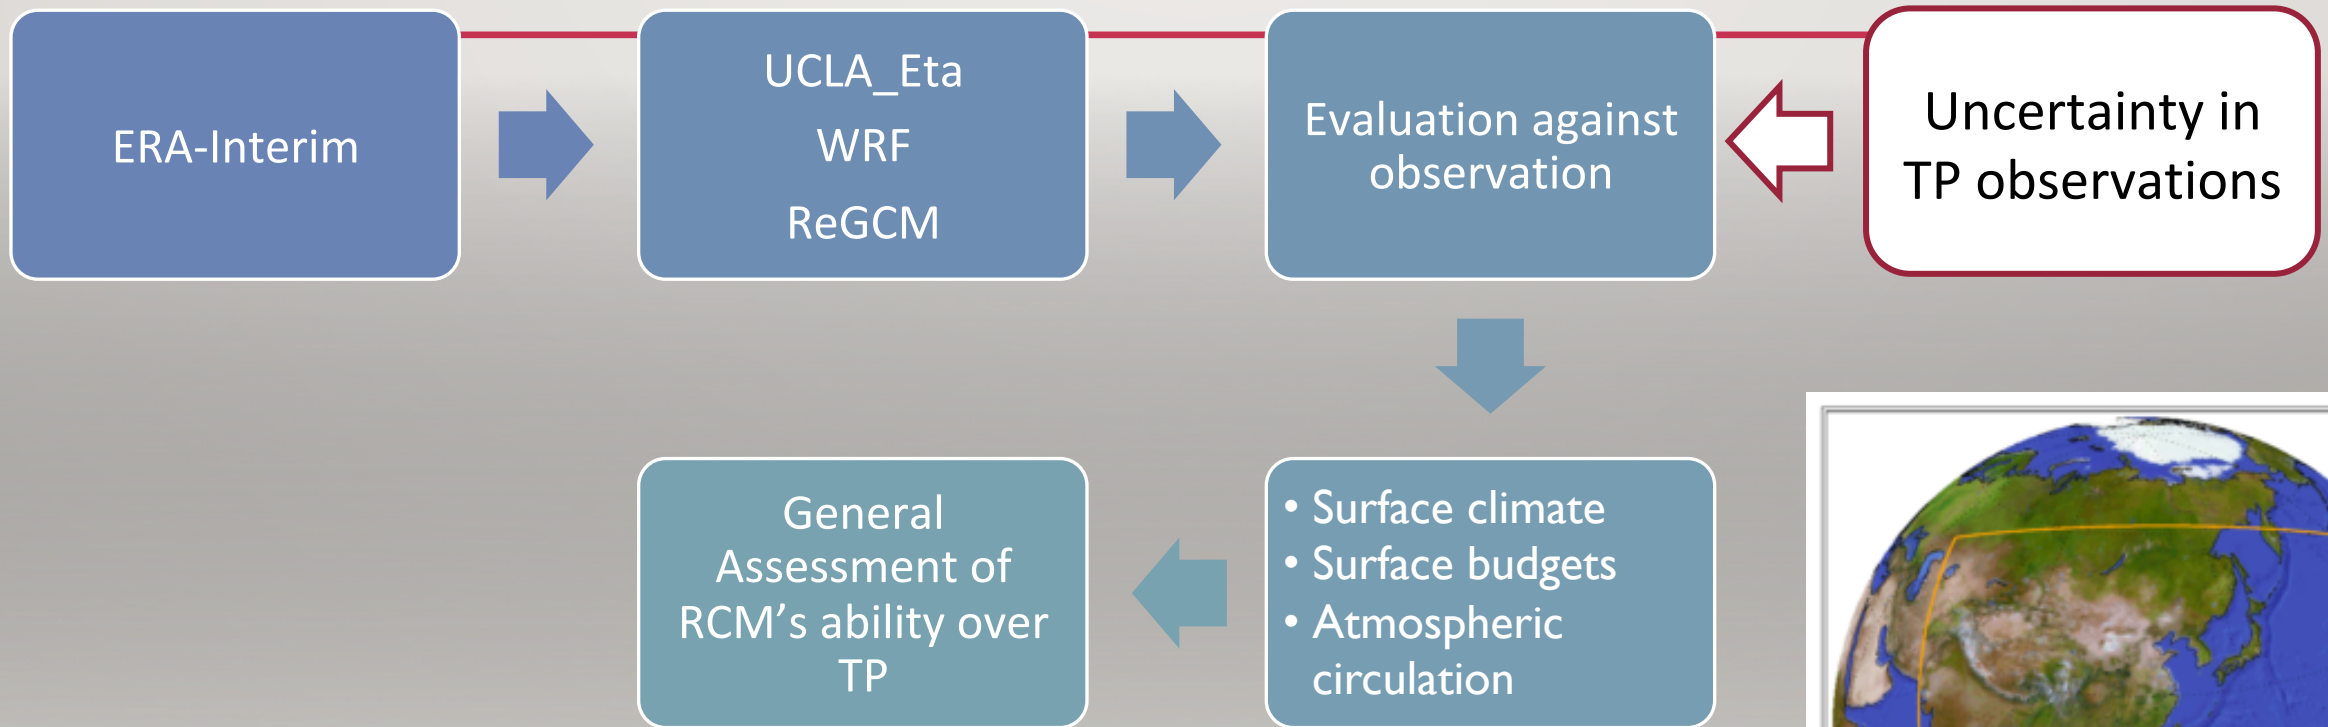 ERA-Interim
UCLA_Eta
WRF
ReGCM
Evaluation against
observation
Uncertainty in
TP observations
General
Assessment of
RCM’s ability over
TP
• Surface climate
• Surface budgets
• Atmospheric
circulation